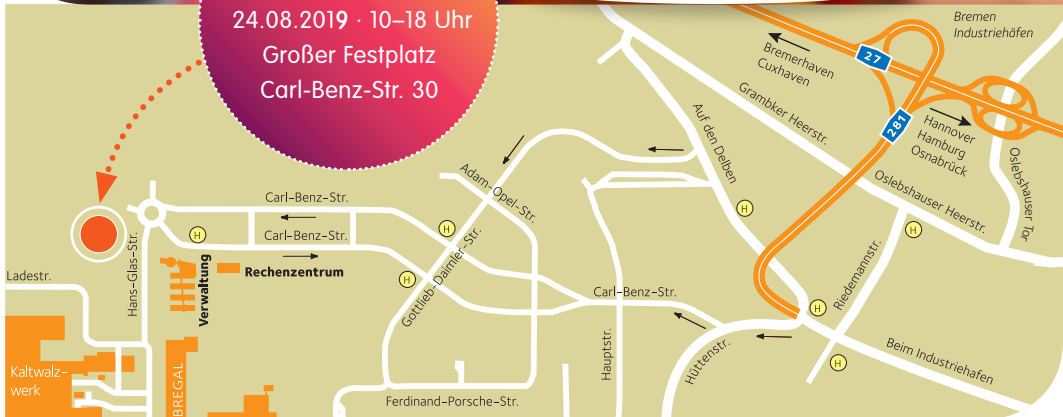 24.08.2019 · 10–18 Uhr
Großer Festplatz
Carl-Benz-Str. 30
Bremen
Industriehäfen
Bremerhaven
Cuxhaven
27
281
Hannover
Hamburg
Osnabrück
Grambker Heerstr.
Oslebshauser Heerstr.
Oslebshauser Tor
Auf den Delben
Adam-Opel-Str.
Carl-Benz-Str.
Carl-Benz-Str.
Gottlieb-Daimler-Str.
Hans-Glas-Str.
Ladestr.
Verwaltung
Rechenzentrum
Carl-Benz-Str.
Riedemannstr.
Hauptstr.
Hüttenstr.
Beim Industriehafen
Kaltwalz-
werk
BREGAL
Ferdinand-Porsche-Str.
H
H
H
H
H
H
H